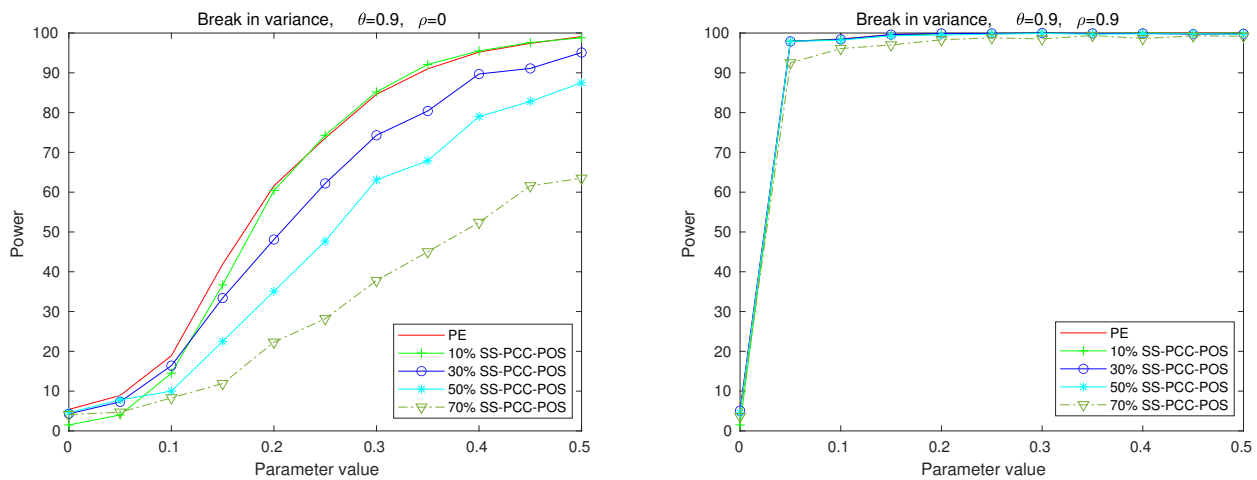 Break in variance, θ=0.9, ρ=0
100
90
80
70
60
50
40
30
20
10
0
Power
0 0.1 0.2 0.3 0.4 0.5
Parameter value
PE
10% SS-PCC-POS
30% SS-PCC-POS
50% SS-PCC-POS
70% SS-PCC-POS
Break in variance, θ=0.9, ρ=0.9
100
90
80
70
60
50
40
30
20
10
0
Power
0 0.1 0.2 0.3 0.4 0.5
Parameter value
PE
10% SS-PCC-POS
30% SS-PCC-POS
50% SS-PCC-POS
70% SS-PCC-POS